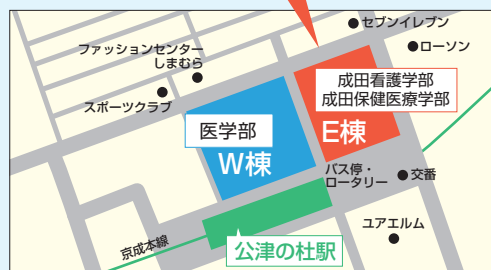 セブンイレブン
ローソン
ファッションセンター
しまむら
スポーツクラブ
成田看護学部
成田保健医療学部
E棟
医学部
W棟
バス停・
ロータリー
交番
ユアエルム
京成本線
公津の杜駅